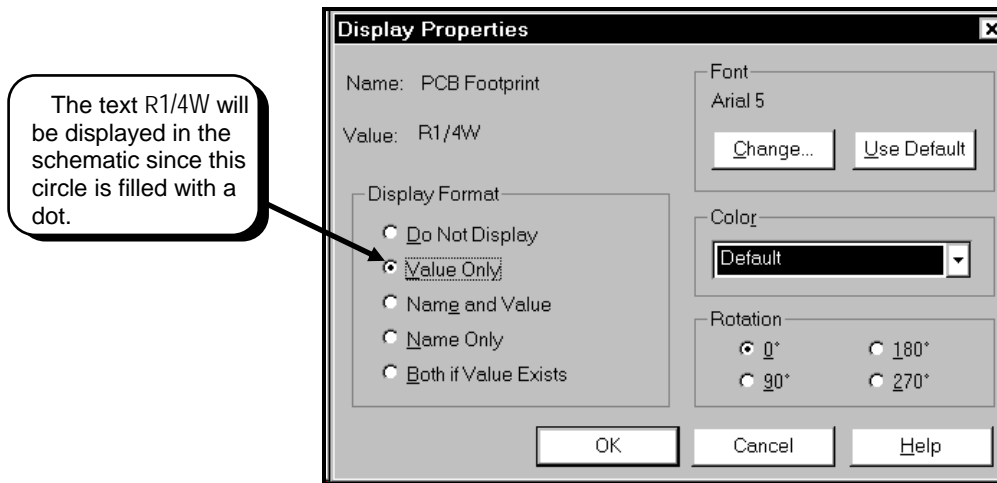 The text R1/4W will
be displayed in the
schematic since this
circle is filled with a
dot.
Display Properties
Name: PCB Footprint
Value: R1/4W
Display Format
Do Not Display
Value Only
Name and Value
Name Only
Both if Value Exists
Font
Arial 5
Change... Use Default
Color
Default
Rotation
0° 180°
90° 270°
OK Cancel Help